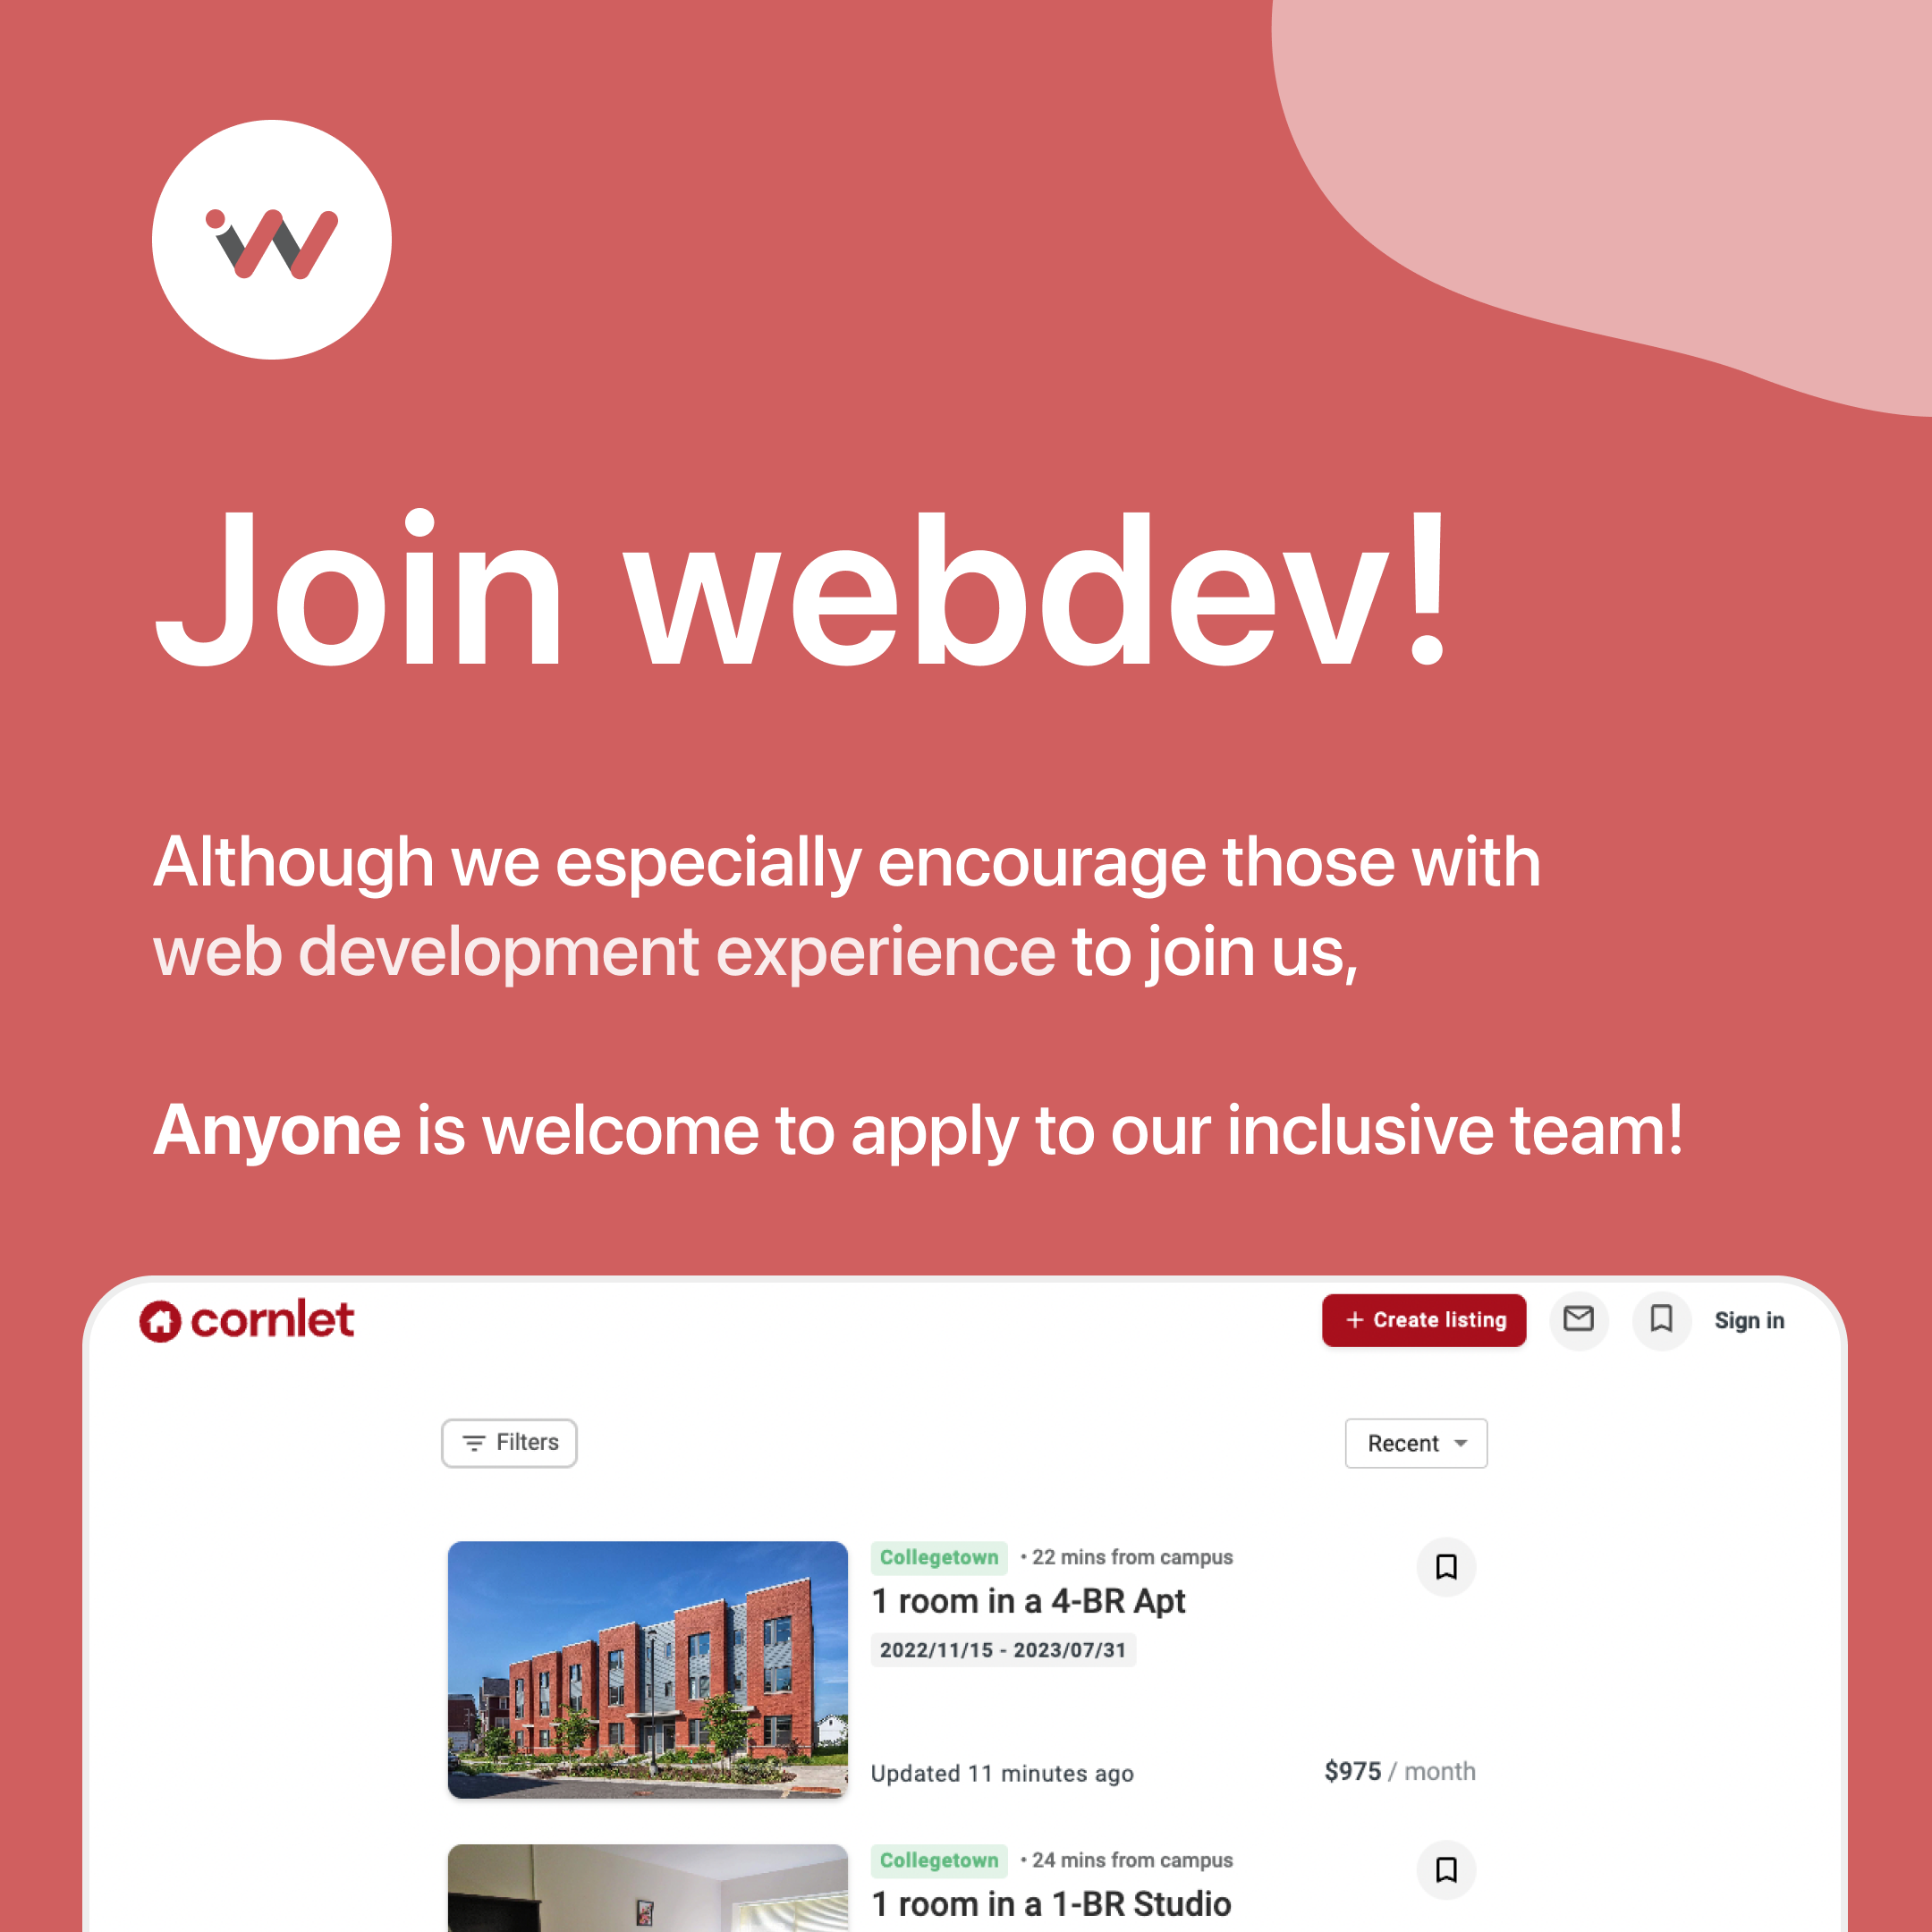 iw
Join webdev!
Although we especially encourage those with
web development experience to join us,
Anyone is welcome to apply to our inclusive team!
cornlet
+ Create listing
Sign in
Filters
Recent
Collegetown • 22 mins from campus
1 room in a 4-BR Apt
2022/11/15 - 2023/07/31
Updated 11 minutes ago
$975 / month
Collegetown • 24 mins from campus
1 room in a 1-BR Studio